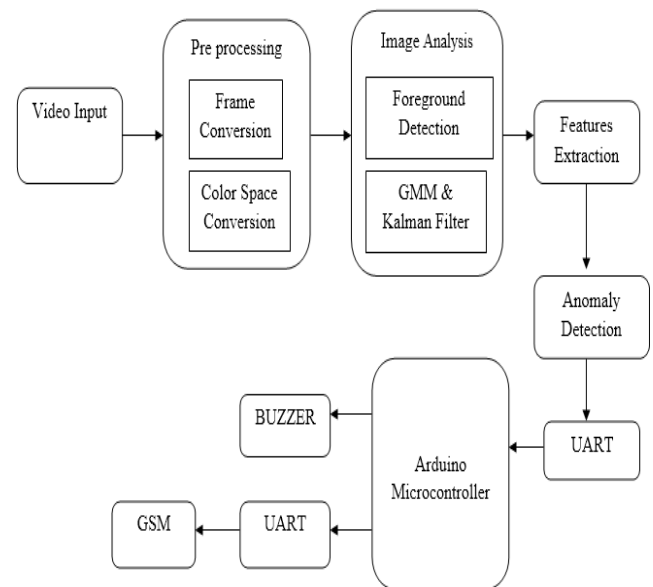 Video Input
Pre processing
Frame
Conversion
Color Space
Conversion
Image Analysis
Foreground
Detection
GMM &
Kalman Filter
Features
Extraction
Anomaly
Detection
UART
Arduino
Microcontroller
BUZZER
UART
GSM